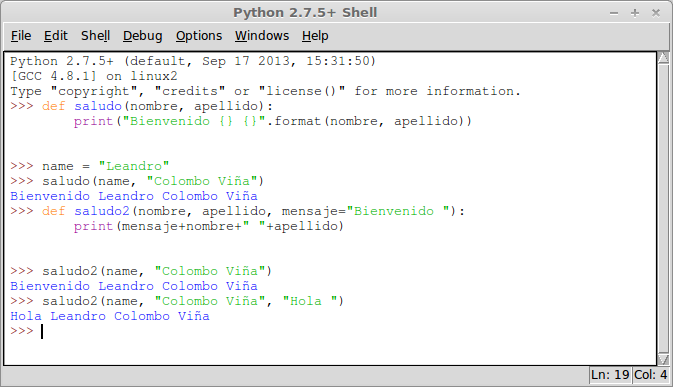 Python 2.7.5+ Shell
File Edit Shell Debug Options Windows Help
Python 2.7.5+ (default, Sep 17 2013, 15:31:50)
[GCC 4.8.1] on linux2
Type "copyright", "credits" or "license()" for more information.
>>> def saludo(nombre, apellido):
        print("Bienvenido {} {}".format(nombre, apellido))
>>> name = "Leandro"
>>> saludo(name, "Colombo Viña")
Bienvenido Leandro Colombo Viña
>>> def saludo2(nombre, apellido, mensaje="Bienvenido "):
        print(mensaje+nombre+" "+apellido)
>>> saludo2(name, "Colombo Viña")
Bienvenido Leandro Colombo Viña
>>> saludo2(name, "Colombo Viña", "Hola ")
Hola Leandro Colombo Viña
>>>
Ln: 19 Col: 4